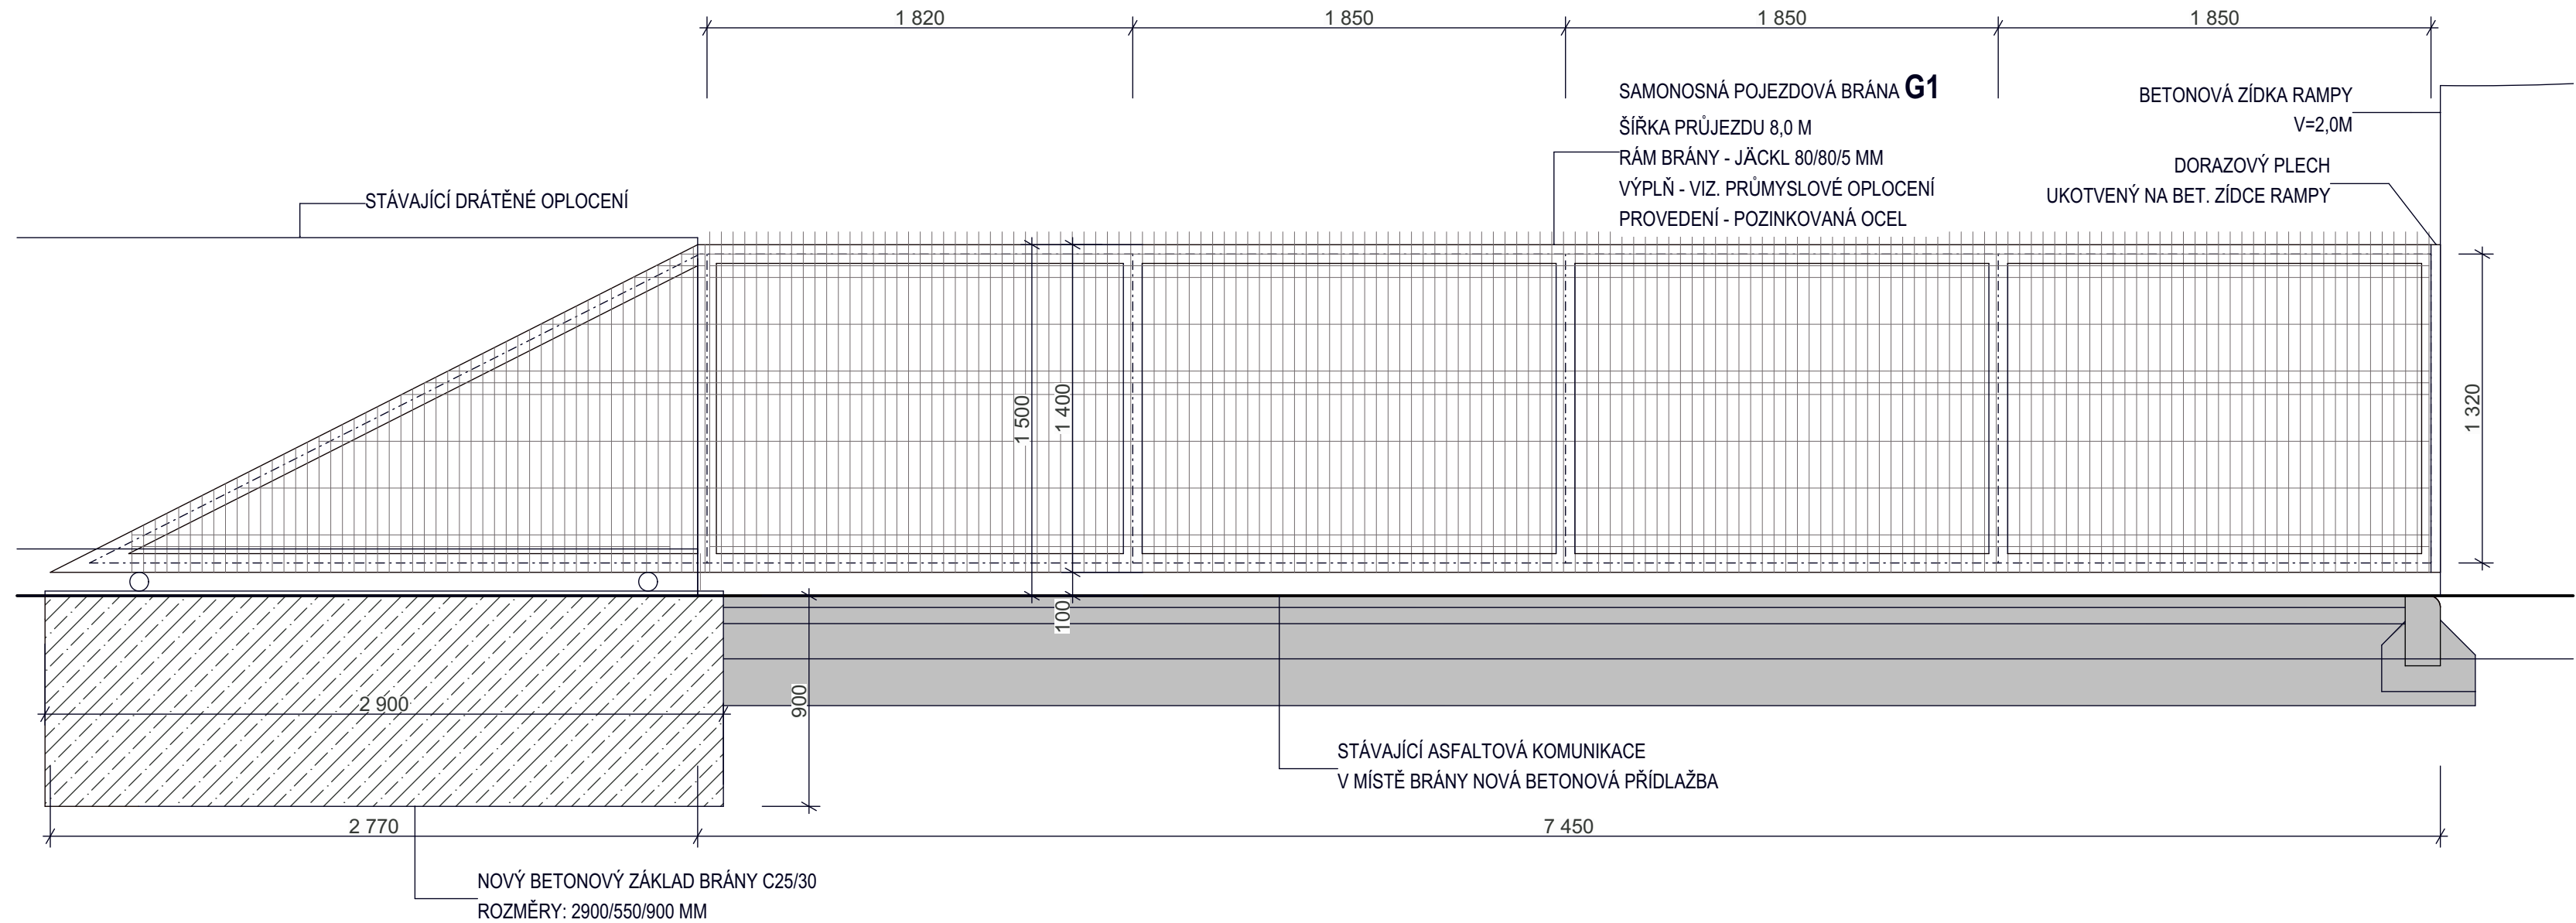 1 820
1 850
1 850
1 850
SAMONOSNÁ POJEZDOVÁ BRÁNA G1
ŠÍŘKA PRŮJEZDU 8,0 M
RÁM BRÁNY - JÄCKL 80/80/5 MM
VÝPLŇ - VIZ. PRŮMYSLOVÉ OPLOCENÍ
PROVEDENÍ - POZINKOVANÁ OCEL
BETONOVÁ ZÍDKA RAMPY
V=2,0M
DORAZOVÝ PLECH
UKOTVENÝ NA BET. ZÍDCE RAMPY
STÁVAJÍCÍ DRÁTĚNÉ OPLOCENÍ
1 500
1 400
1 320
100
900
2 900
STÁVAJÍCÍ ASFALTOVÁ KOMUNIKACE
V MÍSTĚ BRÁNY NOVÁ BETONOVÁ PŘÍDLAŽBA
2 770
7 450
NOVÝ BETONOVÝ ZÁKLAD BRÁNY C25/30
ROZMĚRY: 2900/550/900 MM